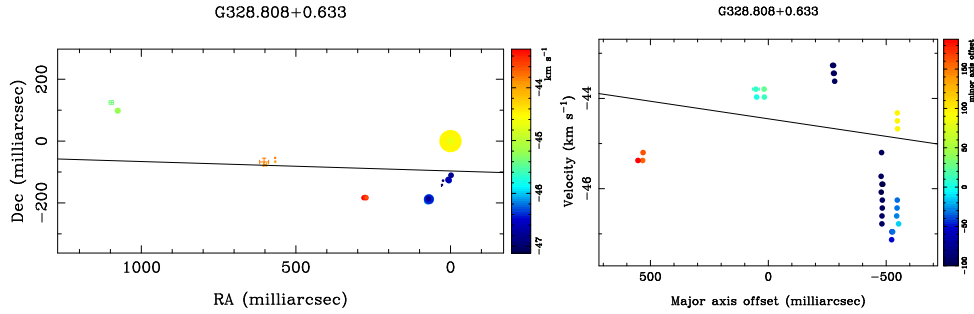 G328.808+0.633
Dec (milliarcsec)
200
0
−200
1000
500
0
RA (milliarcsec)
km s⁻¹
−44
−45
−46
−47
G328.808+0.633
Velocity (km s⁻¹)
−44
−46
500
0
−500
Major axis offset (milliarcsec)
minor axis offset
150
100
50
0
−50
−100